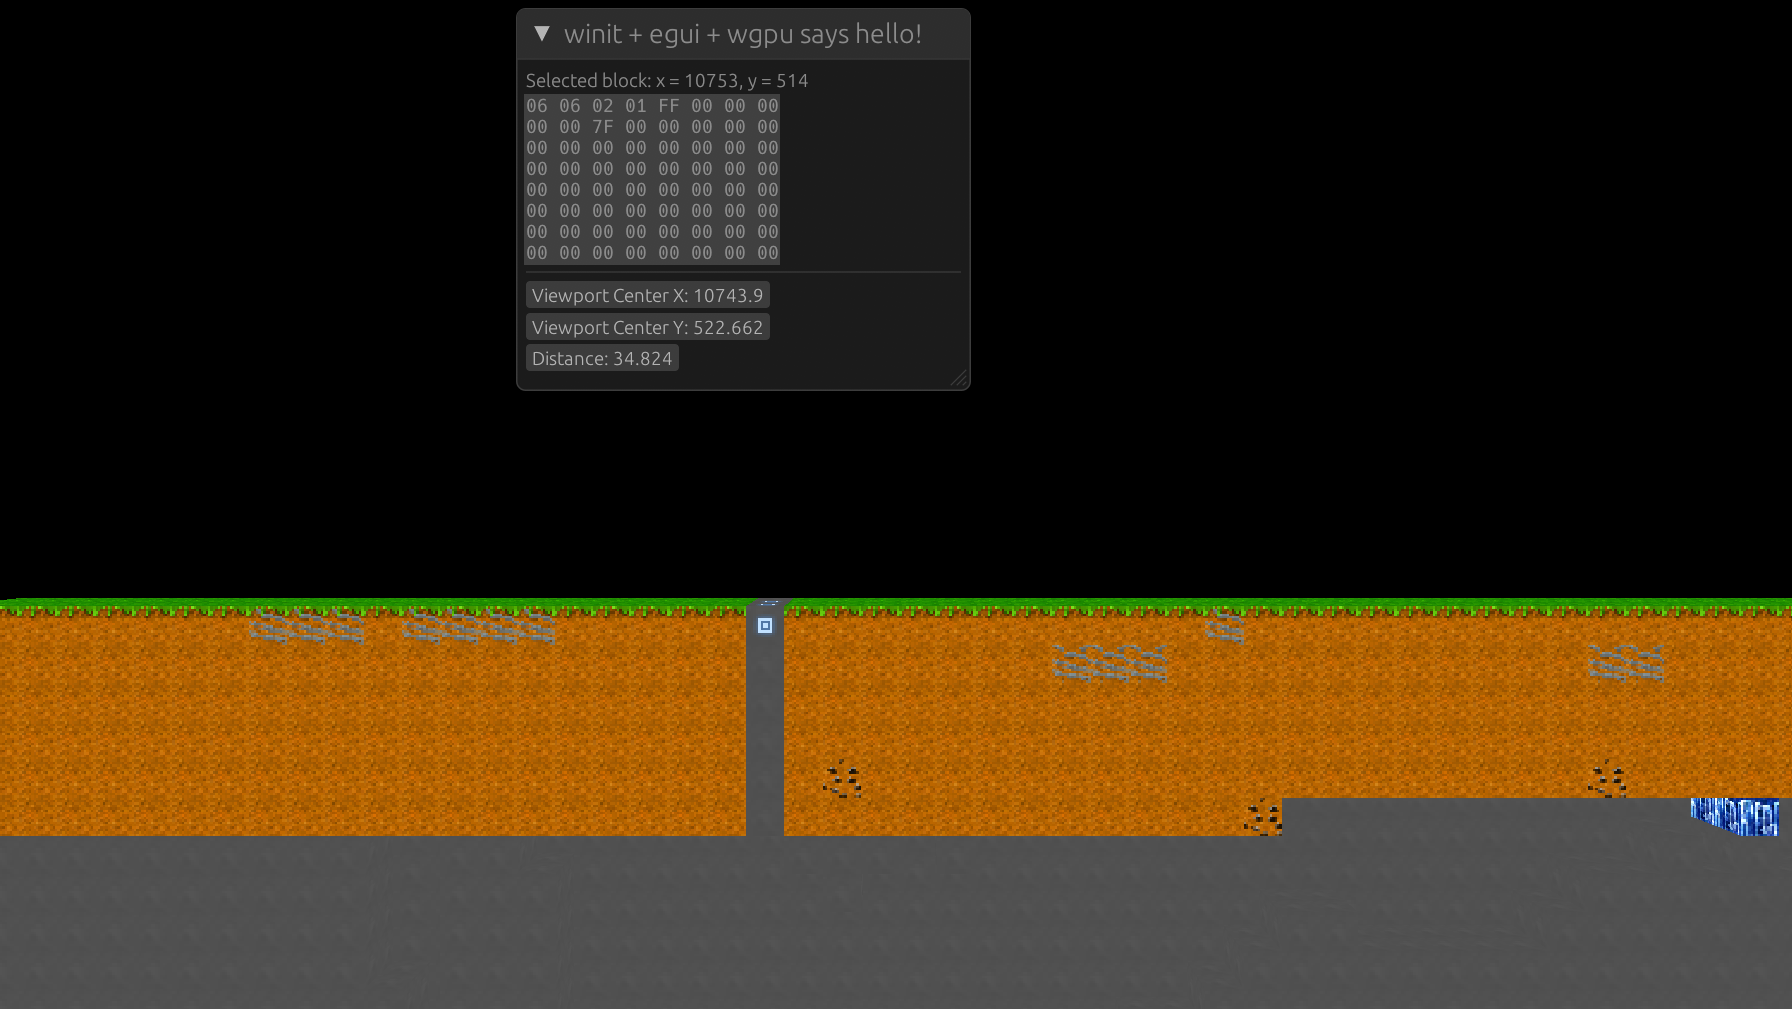 ▼ winit + egui + wgpu says hello!
Selected block: x = 10753, y = 514
06 06 02 01 FF 00 00 00
00 00 7F 00 00 00 00 00
00 00 00 00 00 00 00 00
00 00 00 00 00 00 00 00
00 00 00 00 00 00 00 00
00 00 00 00 00 00 00 00
00 00 00 00 00 00 00 00
00 00 00 00 00 00 00 00
Viewport Center X: 10743.9
Viewport Center Y: 522.662
Distance: 34.824